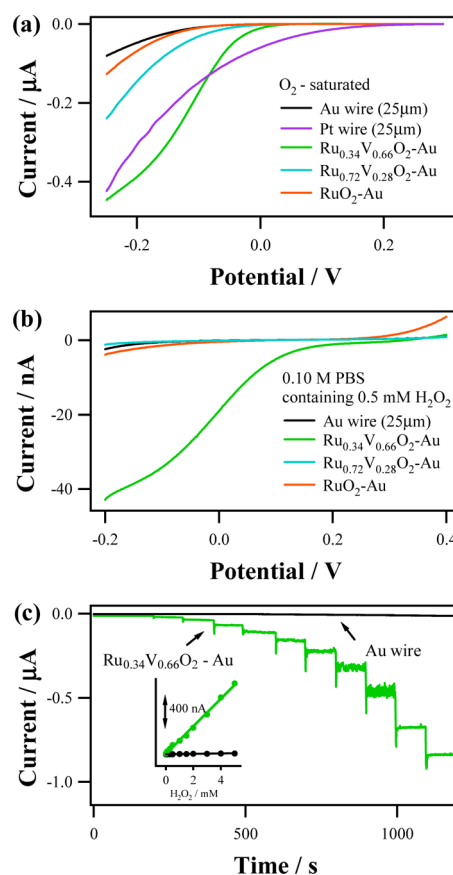 (a)
0.0
-0.2
-0.4
Current / μA
O₂ - saturated
Au wire (25μm)
Pt wire (25μm)
Ru₀.₃₄V₀.₆₆O₂-Au
Ru₀.₇₂V₀.₂₈O₂-Au
RuO₂-Au
-0.2 0.0 0.2
Potential / V
(b)
0
-20
-40
Current / nA
0.10 M PBS
containing 0.5 mM H₂O₂
Au wire (25μm)
Ru₀.₃₄V₀.₆₆O₂-Au
Ru₀.₇₂V₀.₂₈O₂-Au
RuO₂-Au
-0.2 0.0 0.2 0.4
Potential / V
(c)
0.0
-0.5
-1.0
Current / μA
Ru₀.₃₄V₀.₆₆O₂ - Au
Au wire
400 nA
0 2 4
H₂O₂ / mM
0 500 1000
Time / s